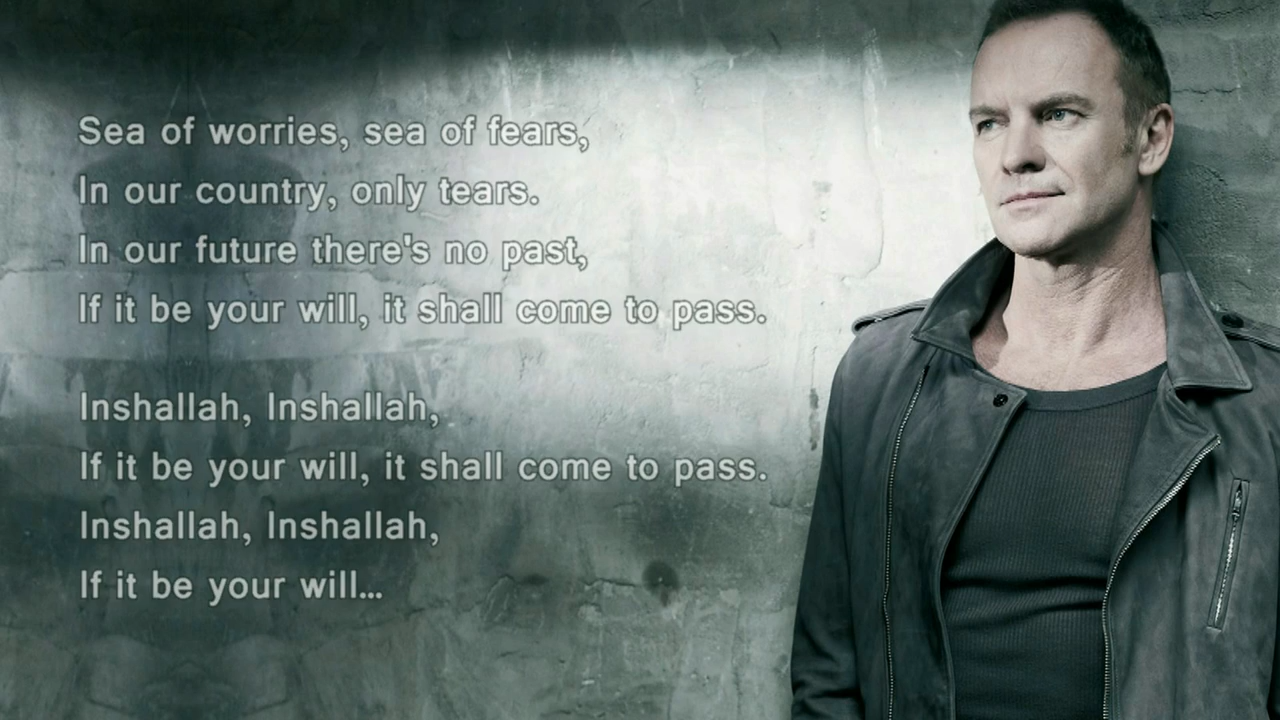 Sea of worries, sea of fears,
In our country, only tears.
In our future there's no past,
If it be your will, it shall come to pass.
Inshallah, Inshallah,
If it be your will, it shall come to pass.
Inshallah, Inshallah,
If it be your will...